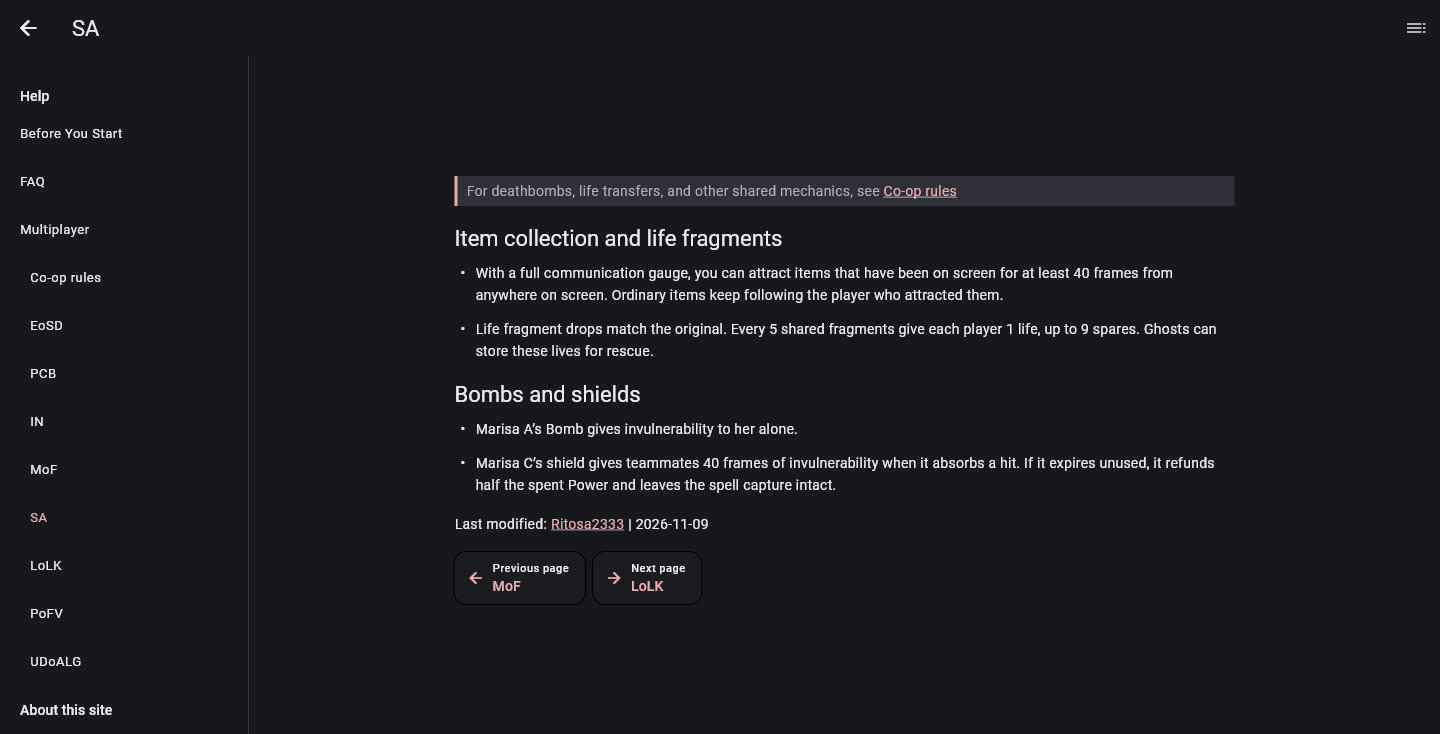 SA
Help
Before You Start
FAQ
Multiplayer
Co-op rules
EoSD
PCB
IN
MoF
SA
LoLK
PoFV
UDoALG
About this site
For deathbombs, life transfers, and other shared mechanics, see Co-op rules
Item collection and life fragments
• With a full communication gauge, you can attract items that have been on screen for at least 40 frames from
anywhere on screen. Ordinary items keep following the player who attracted them.
• Life fragment drops match the original. Every 5 shared fragments give each player 1 life, up to 9 spares. Ghosts can
store these lives for rescue.
Bombs and shields
• Marisa A’s Bomb gives invulnerability to her alone.
• Marisa C’s shield gives teammates 40 frames of invulnerability when it absorbs a hit. If it expires unused, it refunds
half the spent Power and leaves the spell capture intact.
Last modified: Ritosa2333 | 2026-11-09
Previous page
MoF
Next page
LoLK